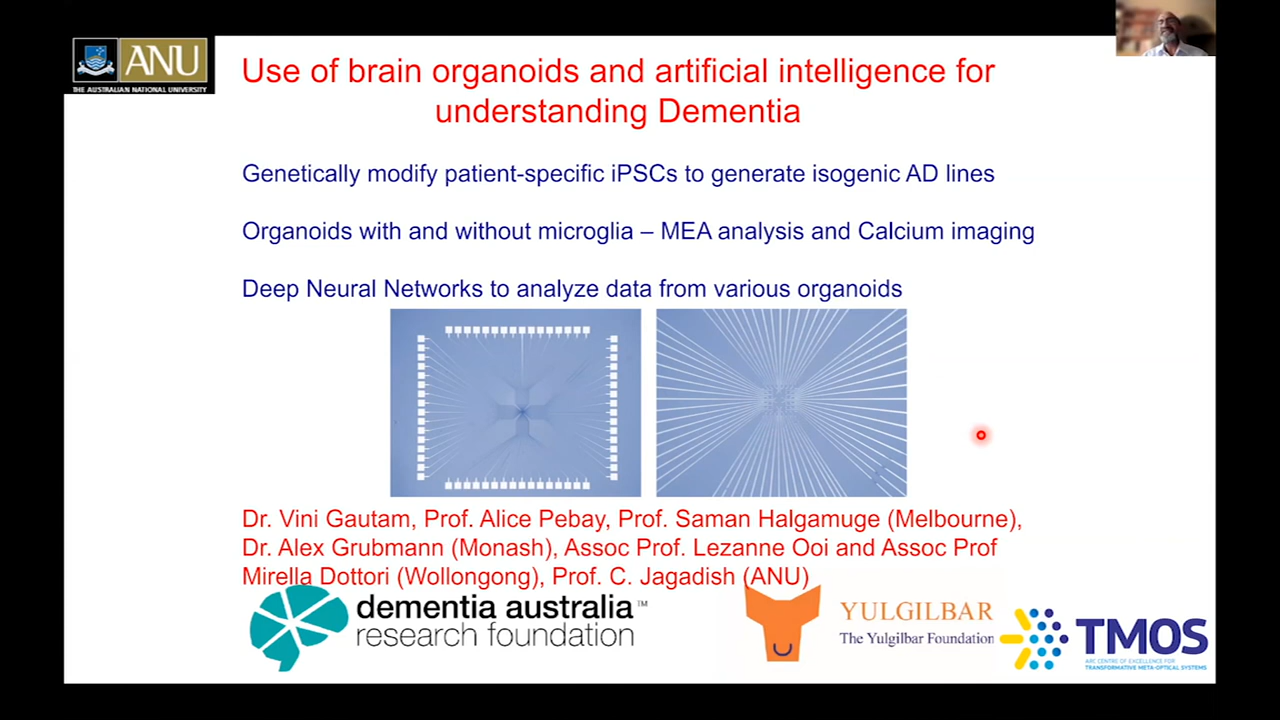 ANU
THE AUSTRALIAN NATIONAL UNIVERSITY
Use of brain organoids and artificial intelligence for
understanding Dementia
Genetically modify patient-specific iPSCs to generate isogenic AD lines
Organoids with and without microglia – MEA analysis and Calcium imaging
Deep Neural Networks to analyze data from various organoids
Dr. Vini Gautam, Prof. Alice Pebay, Prof. Saman Halgamuge (Melbourne),
Dr. Alex Grubmann (Monash), Assoc Prof. Lezanne Ooi and Assoc Prof
Mirella Dottori (Wollongong), Prof. C. Jagadish (ANU)
dementia australia™
research foundation
YULGILBAR
The Yulgilbar Foundation
TMOS
ARC CENTRE OF EXCELLENCE FOR
TRANSFORMATIVE META-OPTICAL SYSTEMS